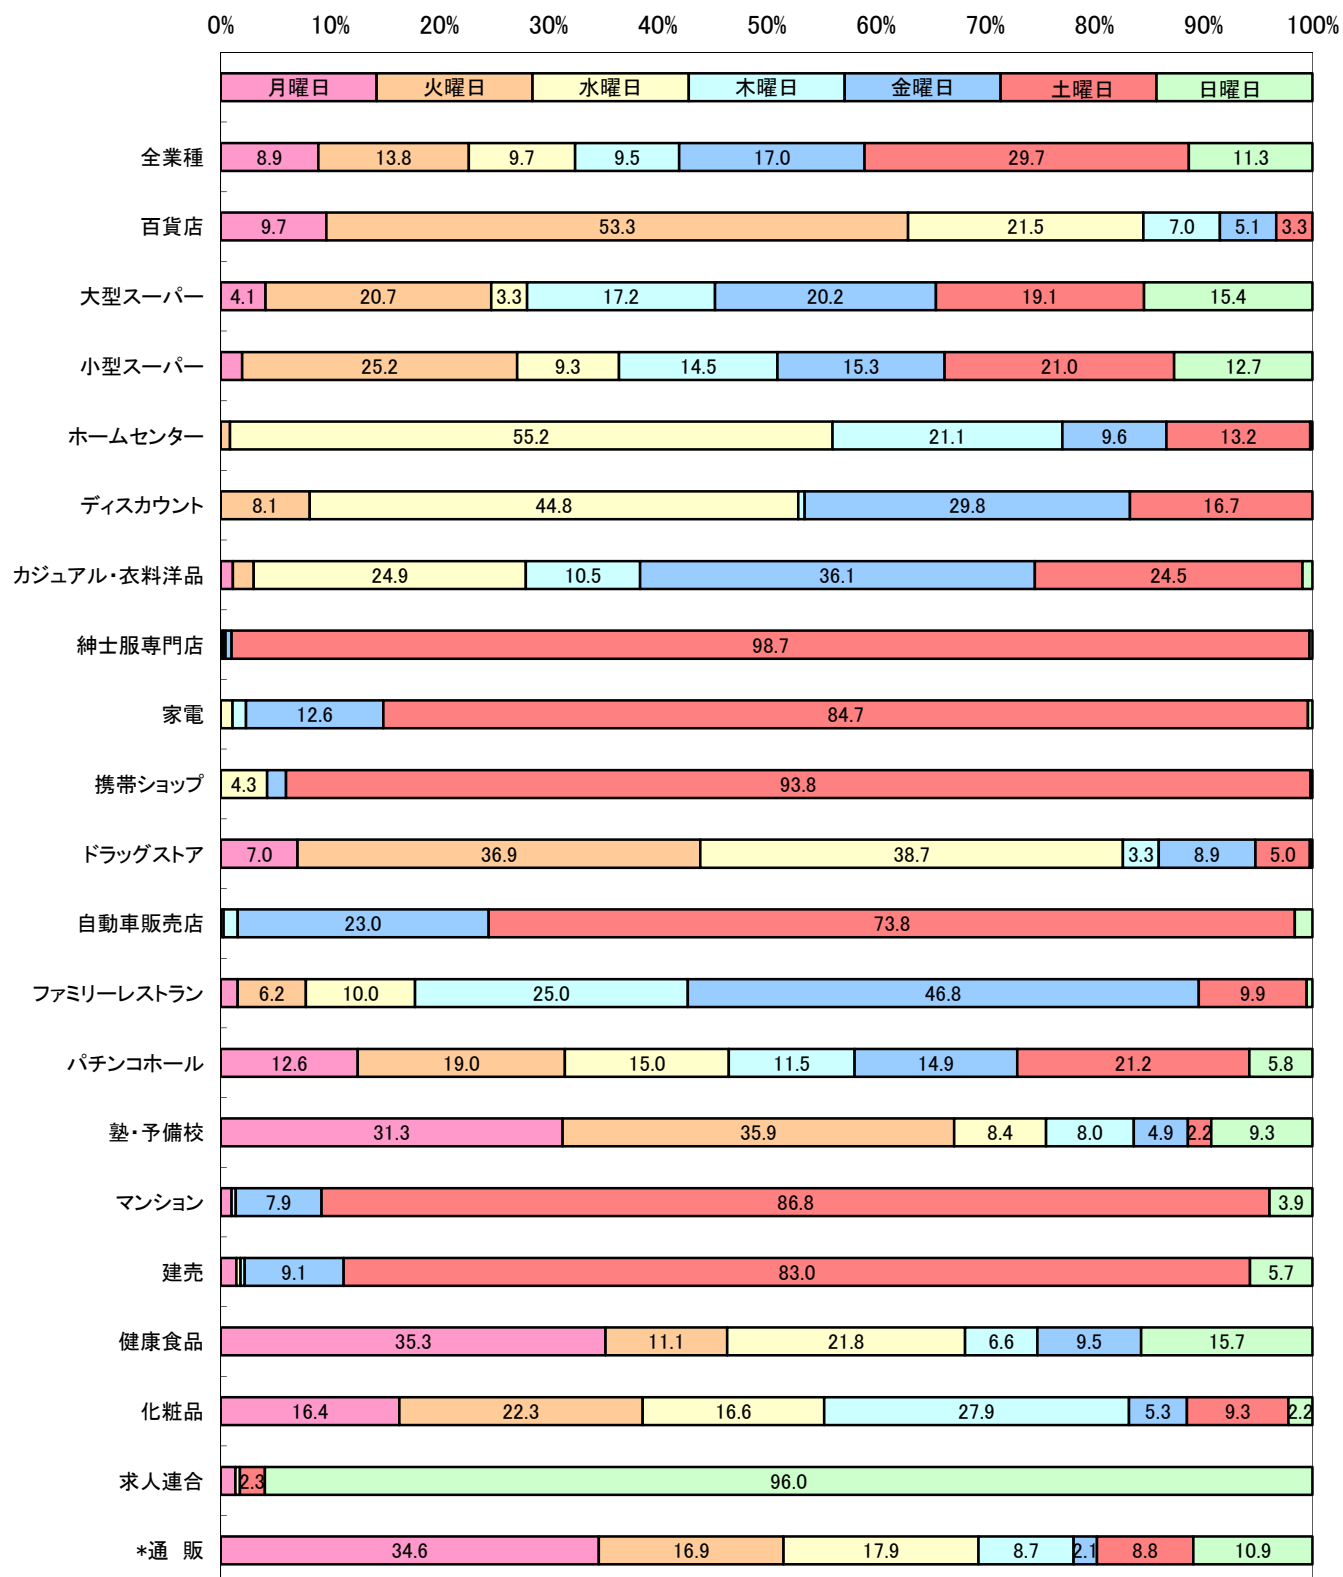 0% 10% 20% 30% 40% 50% 60% 70% 80% 90% 100%
月曜日 火曜日 水曜日 木曜日 金曜日 土曜日 日曜日
全業種 8.9 13.8 9.7 9.5 17.0 29.7 11.3
百貨店 9.7 53.3 21.5 7.0 5.1 3.3
大型スーパー 4.1 20.7 3.3 17.2 20.2 19.1 15.4
小型スーパー 25.2 9.3 14.5 15.3 21.0 12.7
ホームセンター 55.2 21.1 9.6 13.2
ディスカウント 8.1 44.8 29.8 16.7
カジュアル・衣料洋品 24.9 10.5 36.1 24.5
紳士服専門店 98.7
家電 12.6 84.7
携帯ショップ 4.3 93.8
ドラッグストア 7.0 36.9 38.7 3.3 8.9 5.0
自動車販売店 23.0 73.8
ファミリーレストラン 6.2 10.0 25.0 46.8 9.9
パチンコホール 12.6 19.0 15.0 11.5 14.9 21.2 5.8
塾・予備校 31.3 35.9 8.4 8.0 4.9 2.2 9.3
マンション 7.9 86.8 3.9
建売 9.1 83.0 5.7
健康食品 35.3 11.1 21.8 6.6 9.5 15.7
化粧品 16.4 22.3 16.6 27.9 5.3 9.3 2.2
求人連合 2.3 96.0
*通　販 34.6 16.9 17.9 8.7 2.1 8.8 10.9